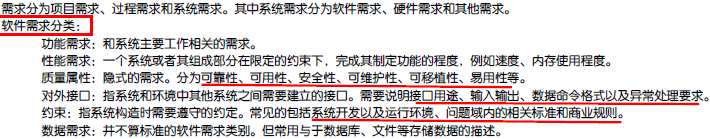 需求分为项目需求、过程需求和系统需求。其中系统需求分为软件需求、硬件需求和其他需求。
软件需求分类：
功能需求：和系统主要工作相关的需求。
性能需求：一个系统或者其组成部分在限定的约束下，完成其制定功能的程度，例如速度、内存使用程度。
质量属性：隐式的需求。分为可靠性、可用性、安全性、可维护性、可移植性、易用性等。
对外接口：指系统和环境中其他系统之间需要建立的接口。需要说明接口用途、输入输出、数据命令格式以及异常处理要求。
约束：指系统构造时需要遵守的约定。常见的包括系统开发以及运行环境、问题域内的相关标准和商业规则。
数据需求：并不算标准的软件需求类别。但常用与于数据库、文件等存储数据的描述。